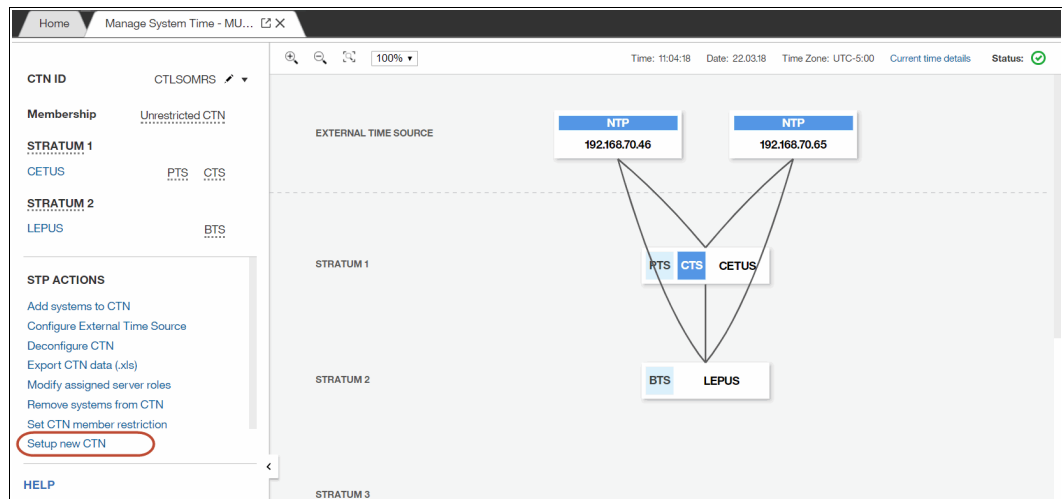 Home
Manage System Time - MU...
100%
Time: 11:04:18 Date: 22.03.18 Time Zone: UTC-5:00 Current time details Status:
CTN ID CTLSOMRS
Membership Unrestricted CTN
STRATUM 1
CETUS PTS CTS
STRATUM 2
LEPUS BTS
STP ACTIONS
Add systems to CTN
Configure External Time Source
Deconfigure CTN
Export CTN data (.xls)
Modify assigned server roles
Remove systems from CTN
Set CTN member restriction
Setup new CTN
HELP
EXTERNAL TIME SOURCE
NTP
192.168.70.46
NTP
192.168.70.65
STRATUM 1
PTS CTS CETUS
STRATUM 2
BTS LEPUS
STRATUM 3